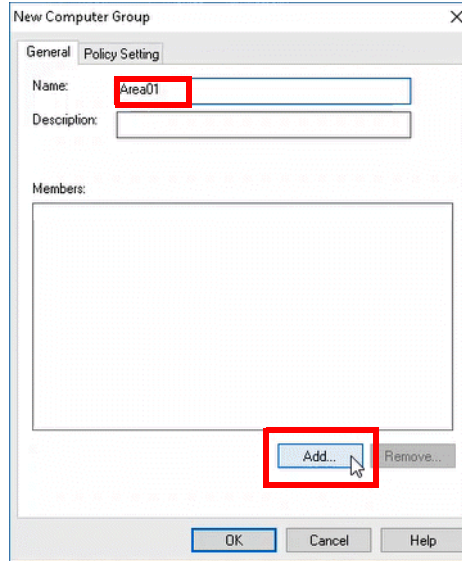 New Computer Group
General Policy Setting
Name: Area01
Description:
Members:
Add... Remove...
OK Cancel Help